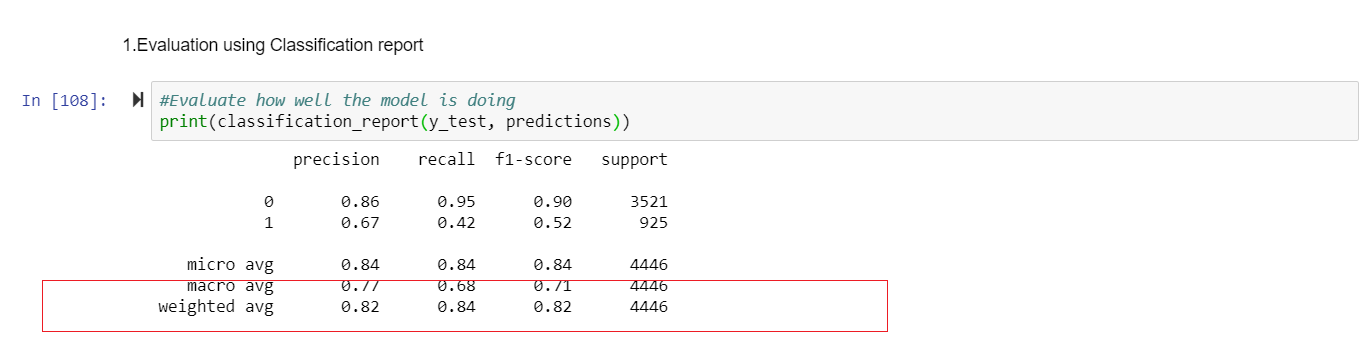 1.Evaluation using Classification report
In [108]: #Evaluate how well the model is doing
print(classification_report(y_test, predictions))
precision recall f1-score support
0 0.86 0.95 0.90 3521
1 0.67 0.42 0.52 925
micro avg 0.84 0.84 0.84 4446
macro avg 0.77 0.68 0.71 4446
weighted avg 0.82 0.84 0.82 4446